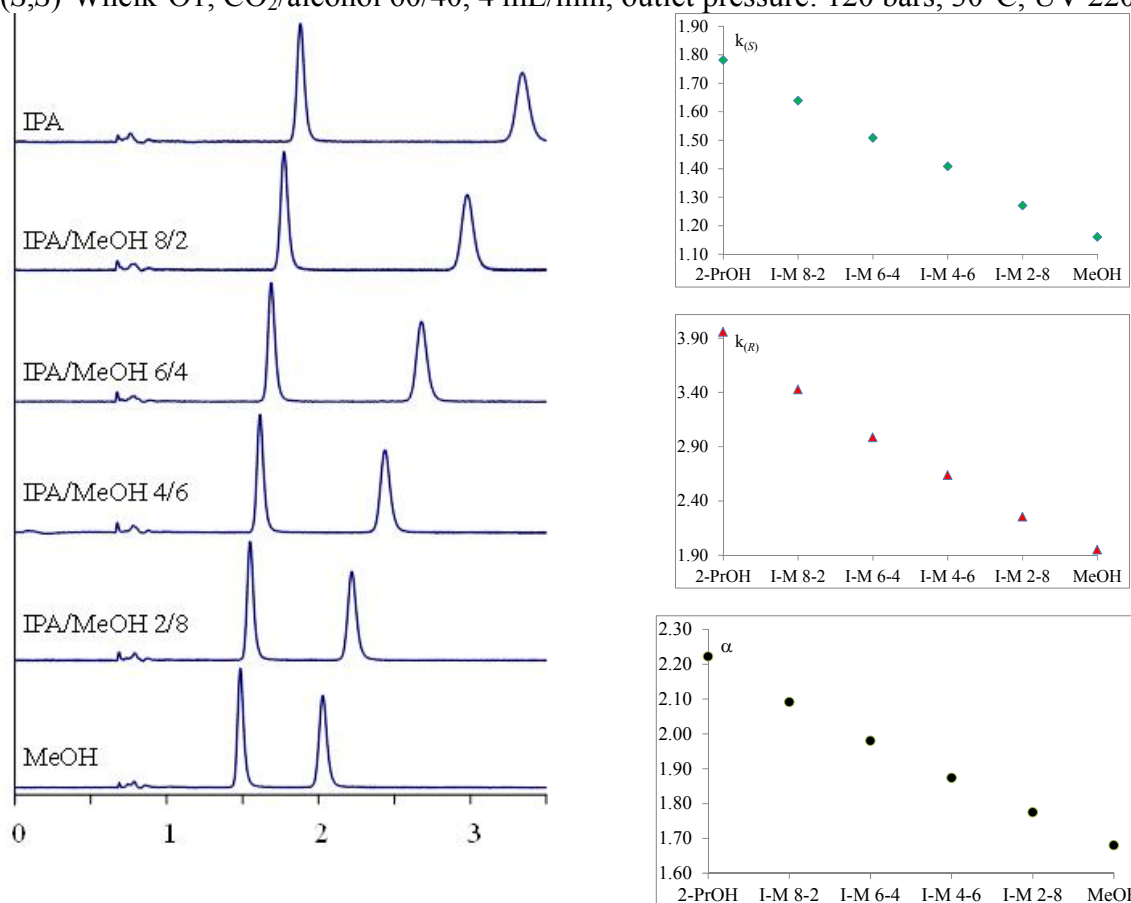 (S,S) Whelk-O1, CO2/alcohol 60/40, 4 mL/min, outlet pressure: 120 bars, 30°C, UV 220
IPA
IPA/MeOH 8/2
IPA/MeOH 6/4
IPA/MeOH 4/6
IPA/MeOH 2/8
MeOH
0 1 2 3
k(S)
1.90
1.80
1.70
1.60
1.50
1.40
1.30
1.20
1.10
2-PrOH I-M 8-2 I-M 6-4 I-M 4-6 I-M 2-8 MeOH
k(R)
3.90
3.40
2.90
2.40
1.90
2-PrOH I-M 8-2 I-M 6-4 I-M 4-6 I-M 2-8 MeOH
α
2.30
2.20
2.10
2.00
1.90
1.80
1.70
1.60
2-PrOH I-M 8-2 I-M 6-4 I-M 4-6 I-M 2-8 MeOH